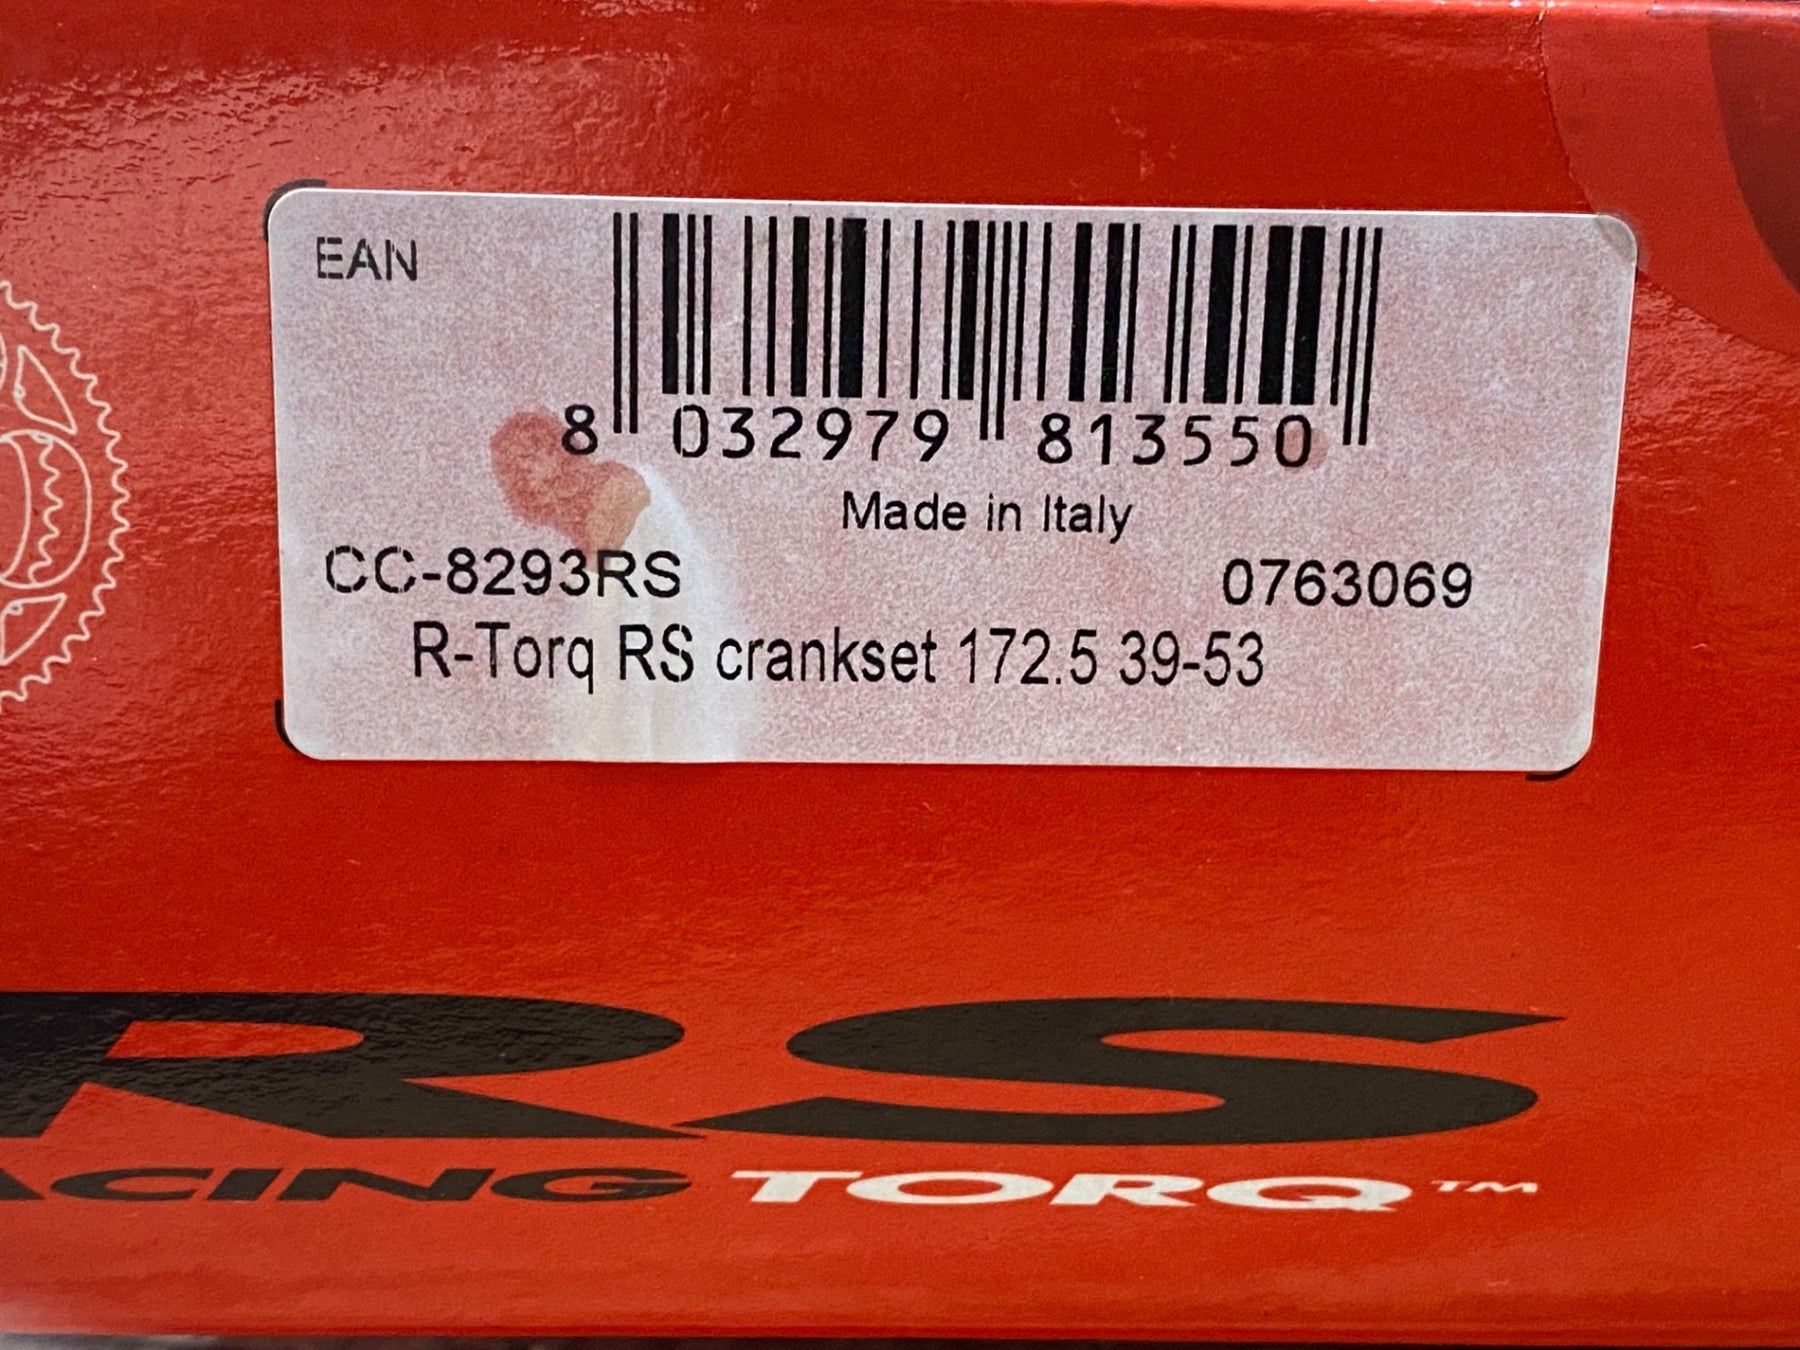 EAN
8 032979 813550
Made in Italy
CC-8293RS 0763069
R-Torq RS crankset 172.5 39-53
RS
ACING TORQ™